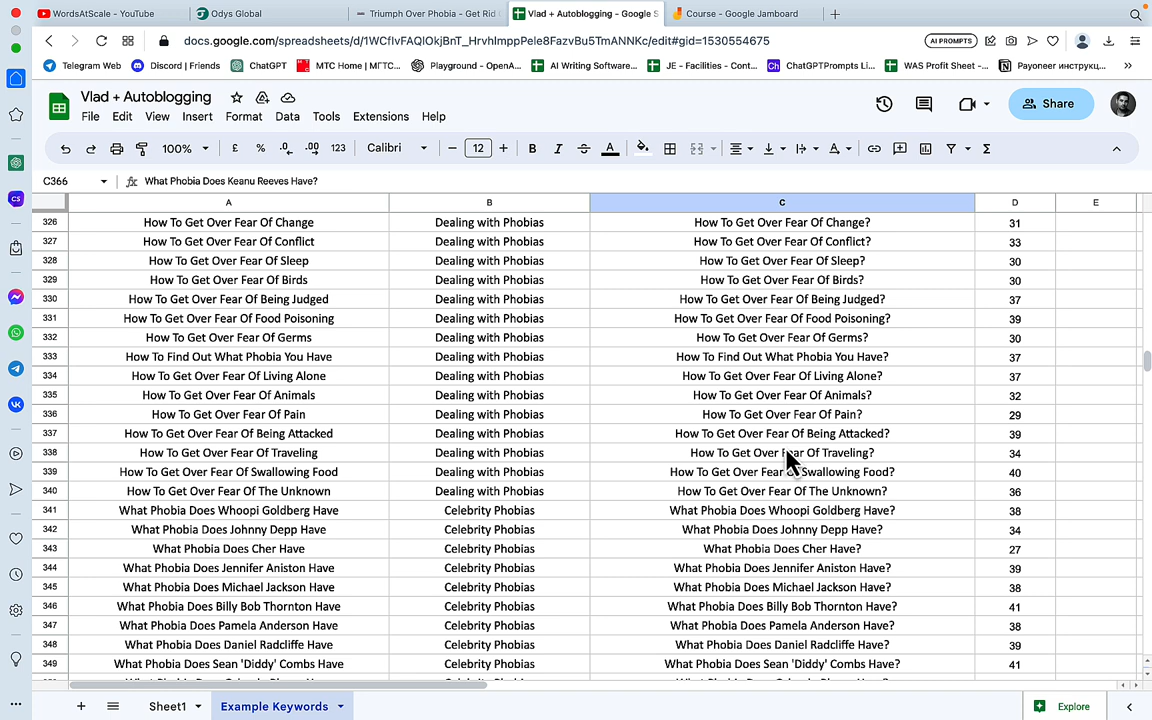 WordsAtScale - YouTube Odys Global Triumph Over Phobia - Get Rid Vlad + Autoblogging - Google S Course - Google Jamboard
docs.google.com/spreadsheets/d/1WCfIvFAQlOkjBnT_HrvhImppPele8FazvBu5TmANNKc/edit#gid=1530554675 AI PROMPTS
Telegram Web Discord | Friends ChatGPT MTC Home | МГТС... Playground - OpenA... AI Writing Software... JE - Facilities - Cont... ChatGPTPrompts Li... WAS Profit Sheet -... Payoneer инструкц...
Vlad + Autoblogging
File Edit View Insert Format Data Tools Extensions Help
Share
100% £ % .0 .00 123 Calibri 12 B I S A
C366 fx What Phobia Does Keanu Reeves Have?
A B C D E
326 How To Get Over Fear Of Change Dealing with Phobias How To Get Over Fear Of Change? 31
327 How To Get Over Fear Of Conflict Dealing with Phobias How To Get Over Fear Of Conflict? 33
328 How To Get Over Fear Of Sleep Dealing with Phobias How To Get Over Fear Of Sleep? 30
329 How To Get Over Fear Of Birds Dealing with Phobias How To Get Over Fear Of Birds? 30
330 How To Get Over Fear Of Being Judged Dealing with Phobias How To Get Over Fear Of Being Judged? 37
331 How To Get Over Fear Of Food Poisoning Dealing with Phobias How To Get Over Fear Of Food Poisoning? 39
332 How To Get Over Fear Of Germs Dealing with Phobias How To Get Over Fear Of Germs? 30
333 How To Find Out What Phobia You Have Dealing with Phobias How To Find Out What Phobia You Have? 37
334 How To Get Over Fear Of Living Alone Dealing with Phobias How To Get Over Fear Of Living Alone? 37
335 How To Get Over Fear Of Animals Dealing with Phobias How To Get Over Fear Of Animals? 32
336 How To Get Over Fear Of Pain Dealing with Phobias How To Get Over Fear Of Pain? 29
337 How To Get Over Fear Of Being Attacked Dealing with Phobias How To Get Over Fear Of Being Attacked? 39
338 How To Get Over Fear Of Traveling Dealing with Phobias How To Get Over Fear Of Traveling? 34
339 How To Get Over Fear Of Swallowing Food Dealing with Phobias How To Get Over Fear Swallowing Food? 40
340 How To Get Over Fear Of The Unknown Dealing with Phobias How To Get Over Fear Of The Unknown? 36
341 What Phobia Does Whoopi Goldberg Have Celebrity Phobias What Phobia Does Whoopi Goldberg Have? 38
342 What Phobia Does Johnny Depp Have Celebrity Phobias What Phobia Does Johnny Depp Have? 34
343 What Phobia Does Cher Have Celebrity Phobias What Phobia Does Cher Have? 27
344 What Phobia Does Jennifer Aniston Have Celebrity Phobias What Phobia Does Jennifer Aniston Have? 39
345 What Phobia Does Michael Jackson Have Celebrity Phobias What Phobia Does Michael Jackson Have? 38
346 What Phobia Does Billy Bob Thornton Have Celebrity Phobias What Phobia Does Billy Bob Thornton Have? 41
347 What Phobia Does Pamela Anderson Have Celebrity Phobias What Phobia Does Pamela Anderson Have? 38
348 What Phobia Does Daniel Radcliffe Have Celebrity Phobias What Phobia Does Daniel Radcliffe Have? 39
349 What Phobia Does Sean 'Diddy' Combs Have Celebrity Phobias What Phobia Does Sean 'Diddy' Combs Have? 41
Sheet1 Example Keywords Explore